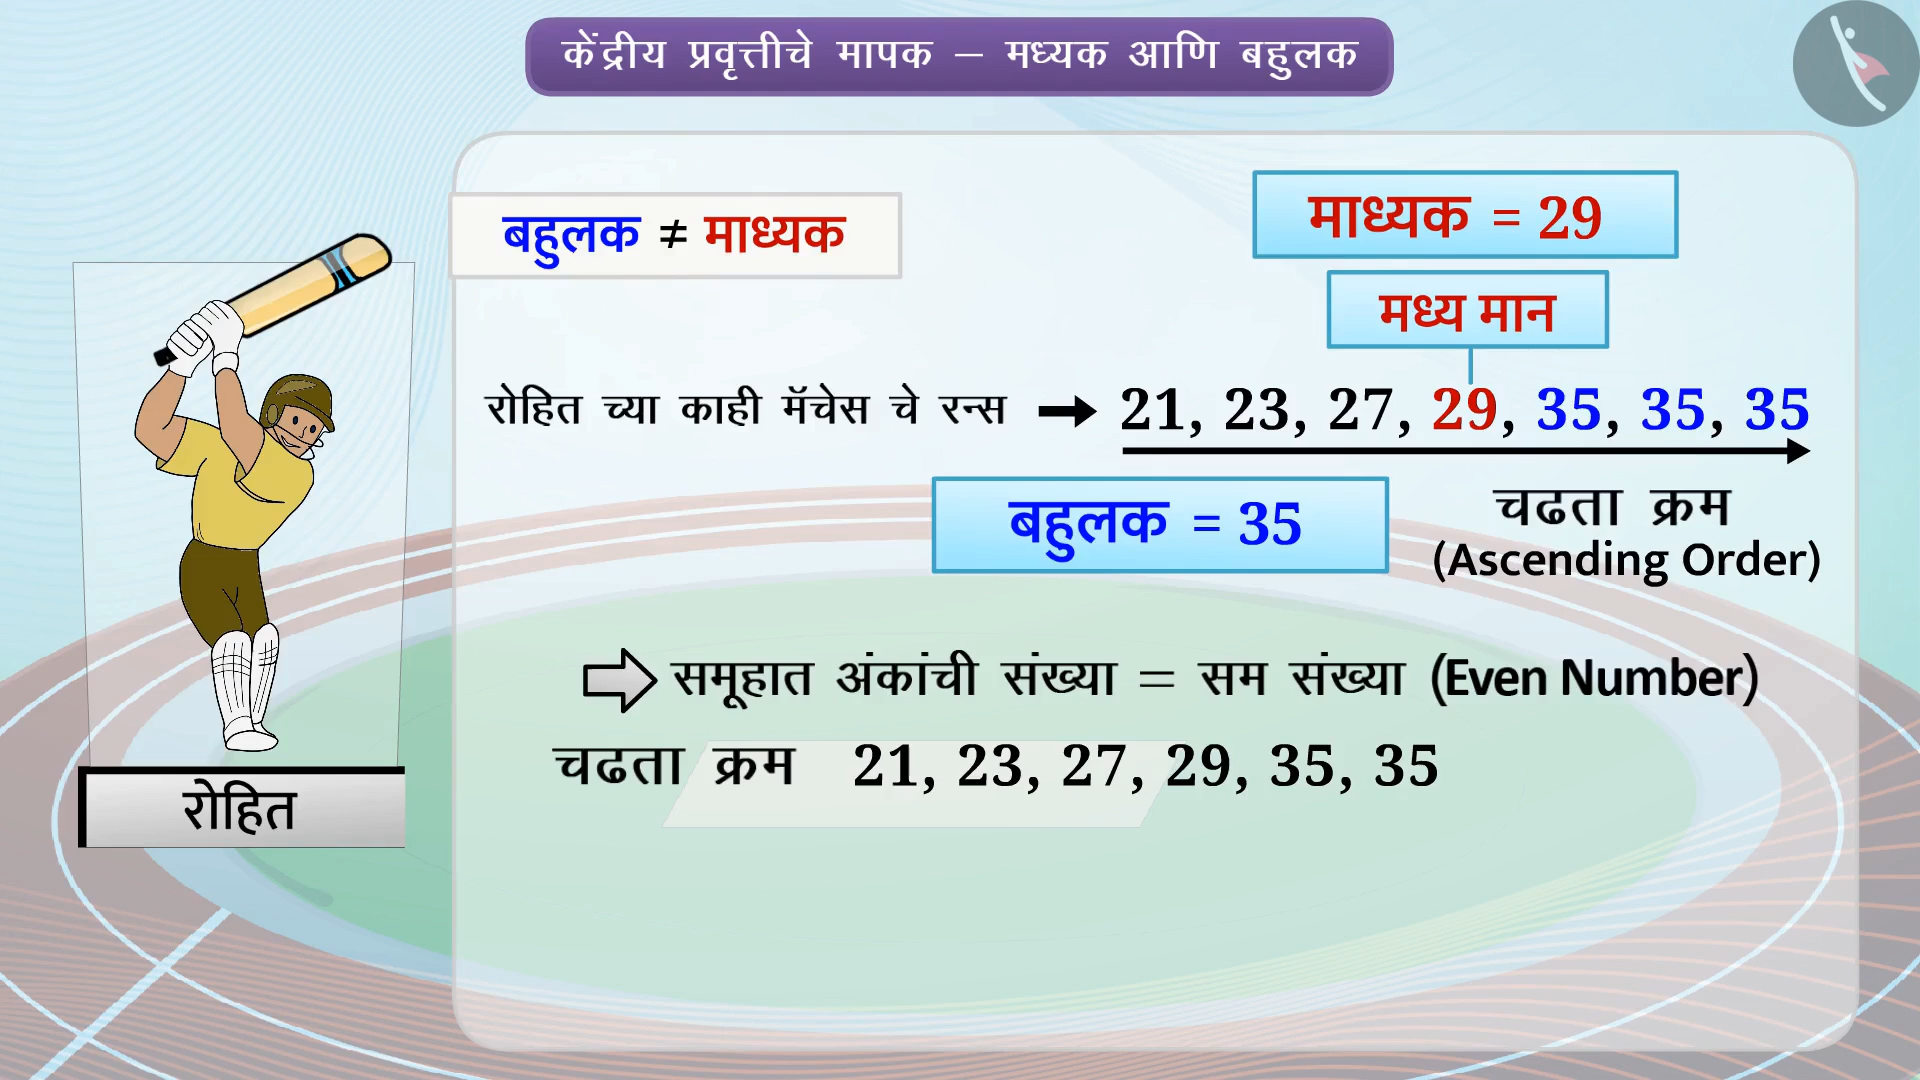 केंद्रीय प्रवृत्तीचे मापक – मध्यक आणि बहुलक
बहुलक ≠ माध्यक
माध्यक = 29
मध्य मान
रोहित च्या काही मॅचेस चे रन्स → 21, 23, 27, 29, 35, 35, 35
बहुलक = 35
चढता क्रम
(Ascending Order)
समूहात अंकांची संख्या = सम संख्या (Even Number)
चढता क्रम 21, 23, 27, 29, 35, 35
रोहित